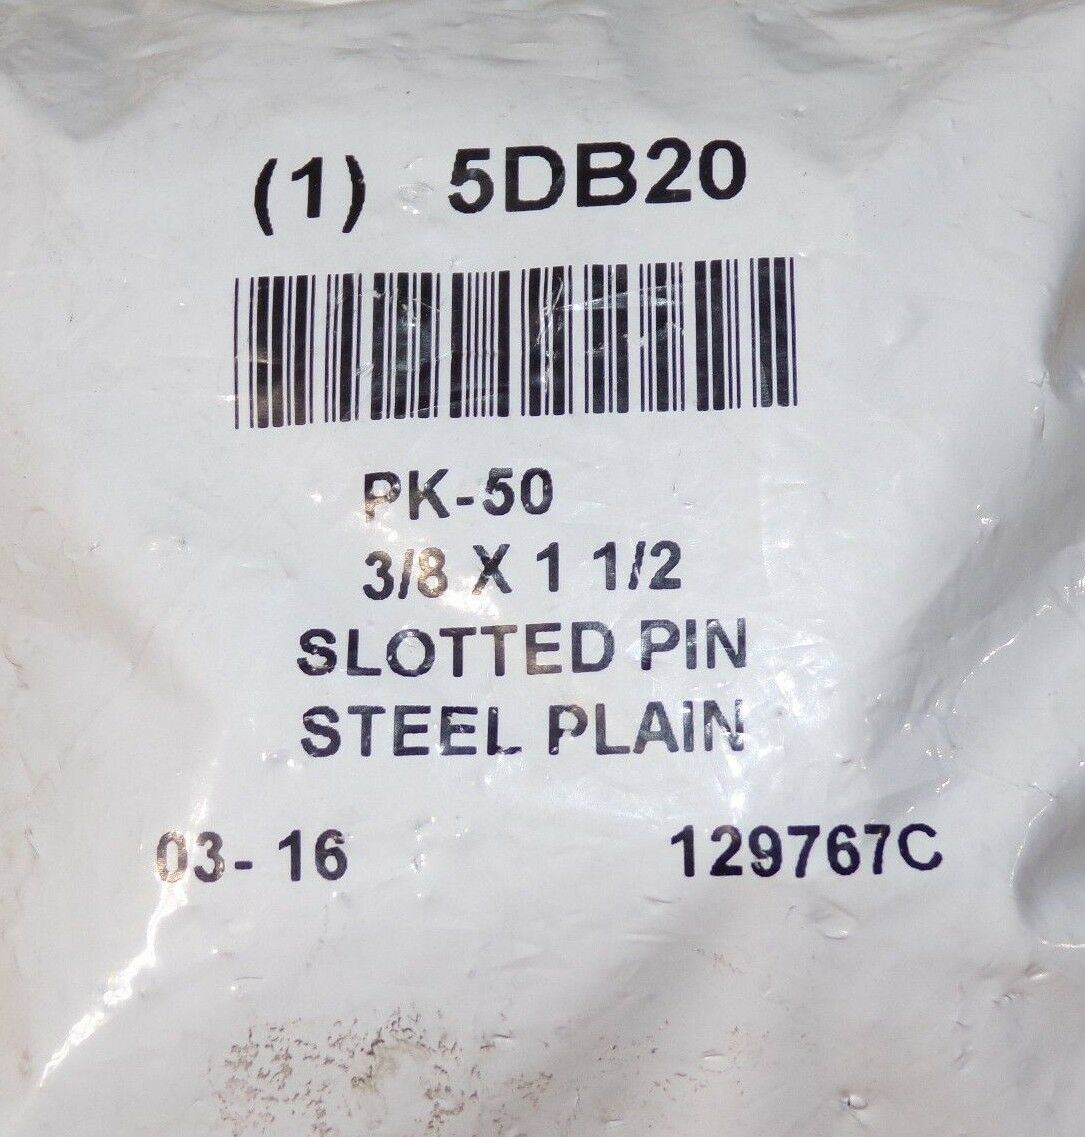 (1) 5DB20
PK-50
3/8 X 1 1/2
SLOTTED PIN
STEEL PLAIN
03-16 129767C